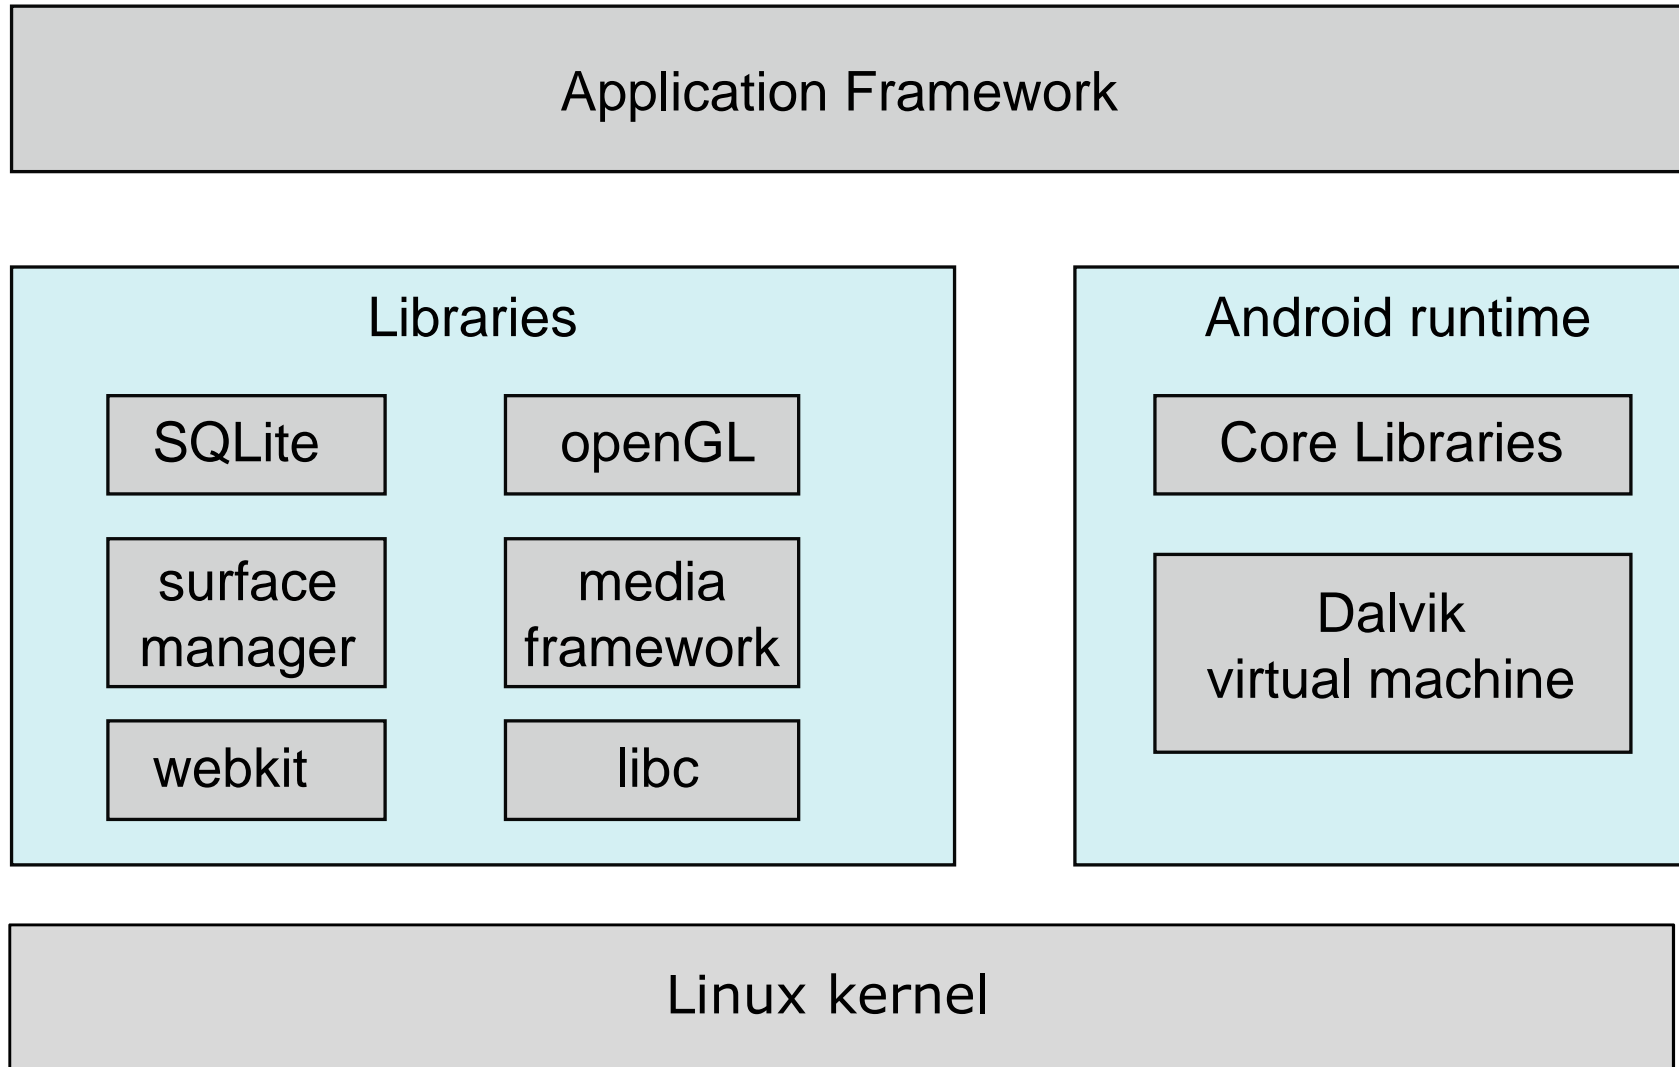 Application Framework
Libraries
SQLite
openGL
surface
manager
media
framework
webkit
libc
Android runtime
Core Libraries
Dalvik
virtual machine
Linux kernel